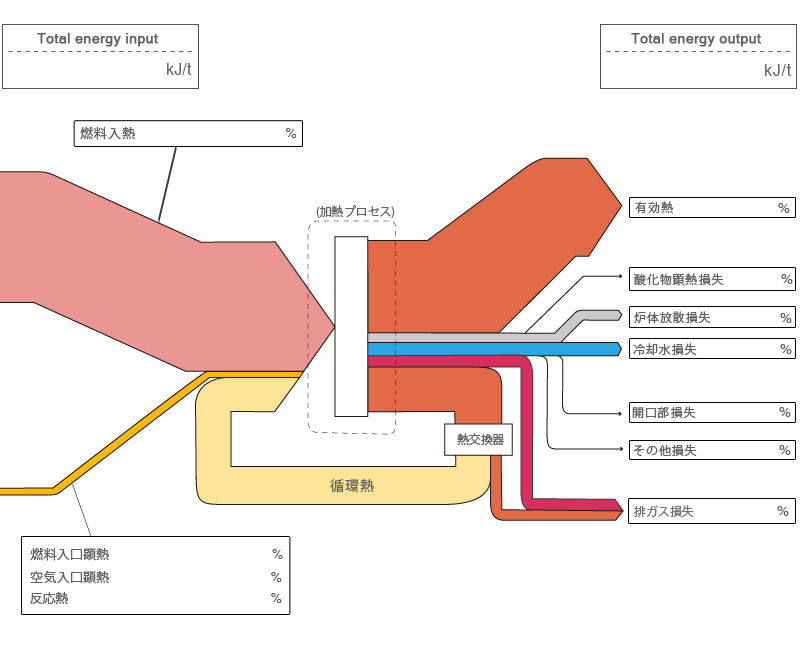 Total energy input
kJ/t
Total energy output
kJ/t
燃料入熱 %
(加熱プロセス)
有効熱 %
酸化物顕熱損失 %
炉体放散損失 %
冷却水損失 %
開口部損失 %
熱交換器
その他損失 %
循環熱
排ガス損失 %
燃料入口顕熱 %
空気入口顕熱 %
反応熱 %